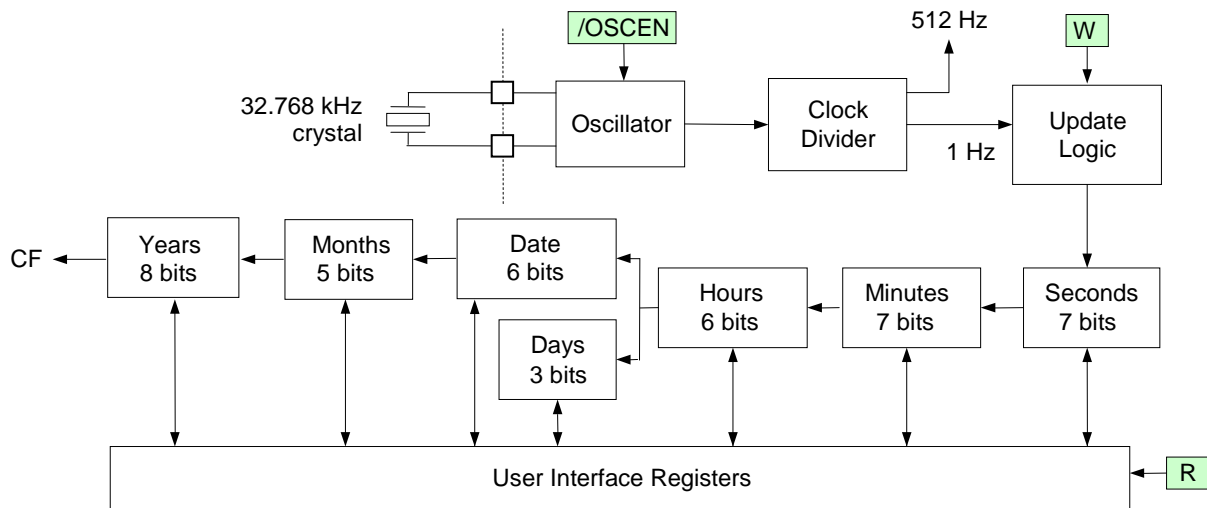 /OSCEN
512 Hz
W
32.768 kHz
crystal
Oscillator
Clock
Divider
1 Hz
Update
Logic
CF
Years
8 bits
Months
5 bits
Date
6 bits
Days
3 bits
Hours
6 bits
Minutes
7 bits
Seconds
7 bits
User Interface Registers
R